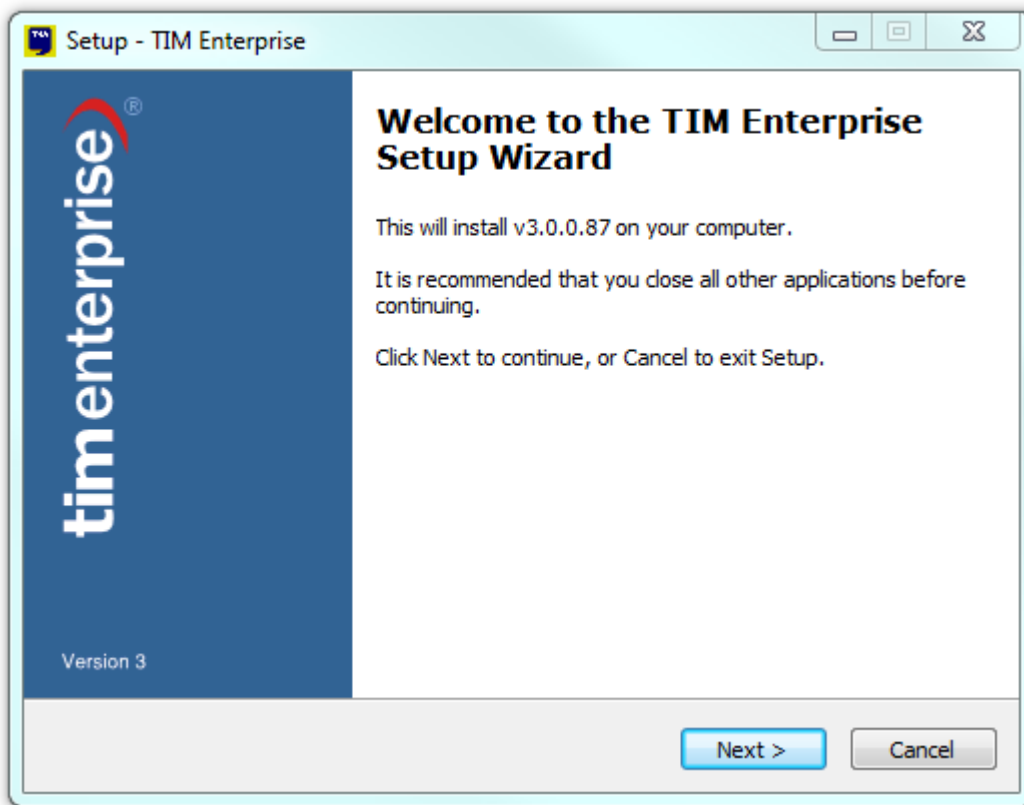 Setup - TIM Enterprise
timenterprise®
Version 3
Welcome to the TIM Enterprise
Setup Wizard
This will install v3.0.0.87 on your computer.
It is recommended that you close all other applications before
continuing.
Click Next to continue, or Cancel to exit Setup.
Next >
Cancel